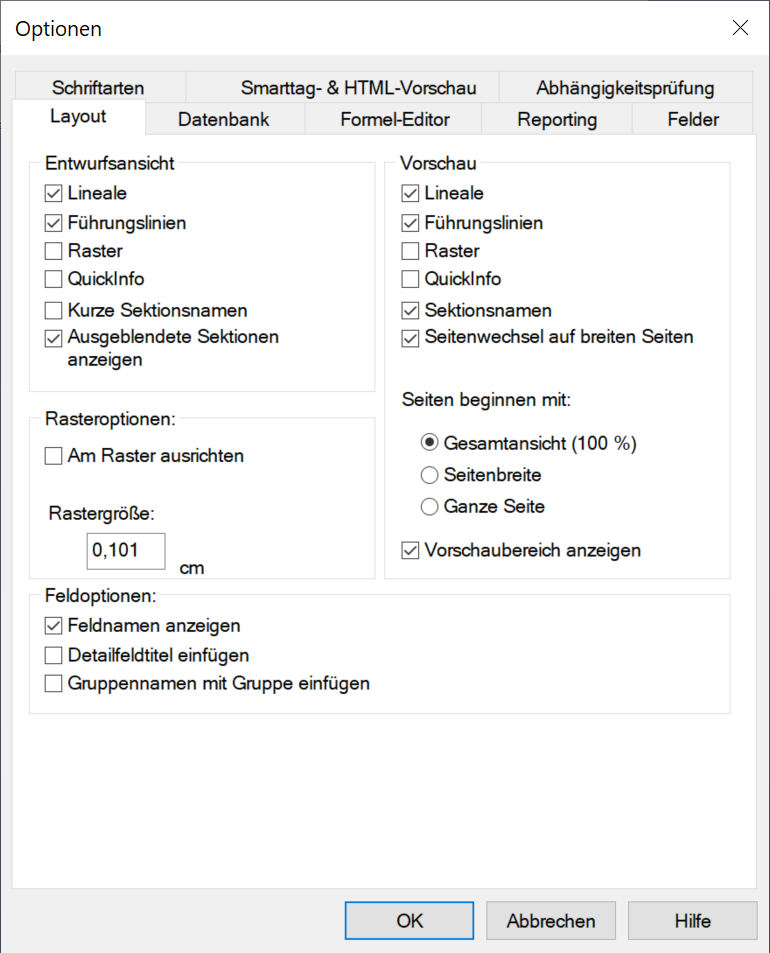 Optionen
Schriftarten
Smarttag- & HTML-Vorschau
Abhängigkeitsprüfung
Layout
Datenbank
Formel-Editor
Reporting
Felder
Entwurfsansicht
Lineale
Führungslinien
Raster
QuickInfo
Kurze Sektionsnamen
Ausgeblendete Sektionen
anzeigen
Rasteroptionen:
Am Raster ausrichten
Rastergröße:
0,101
cm
Vorschau
Lineale
Führungslinien
Raster
QuickInfo
Sektionsnamen
Seitenwechsel auf breiten Seiten
Seiten beginnen mit:
Gesamtansicht (100 %)
Seitenbreite
Ganze Seite
Vorschaubereich anzeigen
Feldoptionen:
Feldnamen anzeigen
Detailfeldtitel einfügen
Gruppennamen mit Gruppe einfügen
OK
Abbrechen
Hilfe